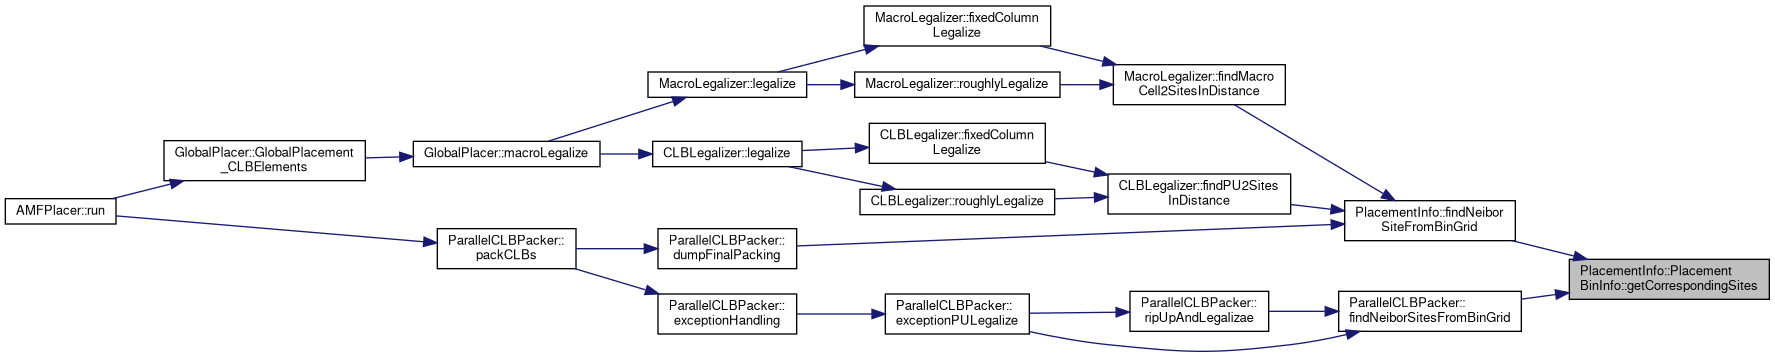 MacroLegalizer::fixedColumn
Legalize
MacroLegalizer::legalize
MacroLegalizer::roughlyLegalize
MacroLegalizer::findMacro
Cell2SitesInDistance
GlobalPlacer::GlobalPlacement
_CLBElements
GlobalPlacer::macroLegalize
CLBLegalizer::legalize
CLBLegalizer::fixedColumn
Legalize
CLBLegalizer::roughlyLegalize
CLBLegalizer::findPU2Sites
InDistance
AMFPlacer::run
PlacementInfo::findNeibor
SiteFromBinGrid
ParallelCLBPacker::
packCLBs
ParallelCLBPacker::
dumpFinalPacking
PlacementInfo::Placement
BinInfo::getCorrespondingSites
ParallelCLBPacker::
exceptionHandling
ParallelCLBPacker::
exceptionPULegalize
ParallelCLBPacker::
ripUpAndLegalizae
ParallelCLBPacker::
findNeiborSitesFromBinGrid